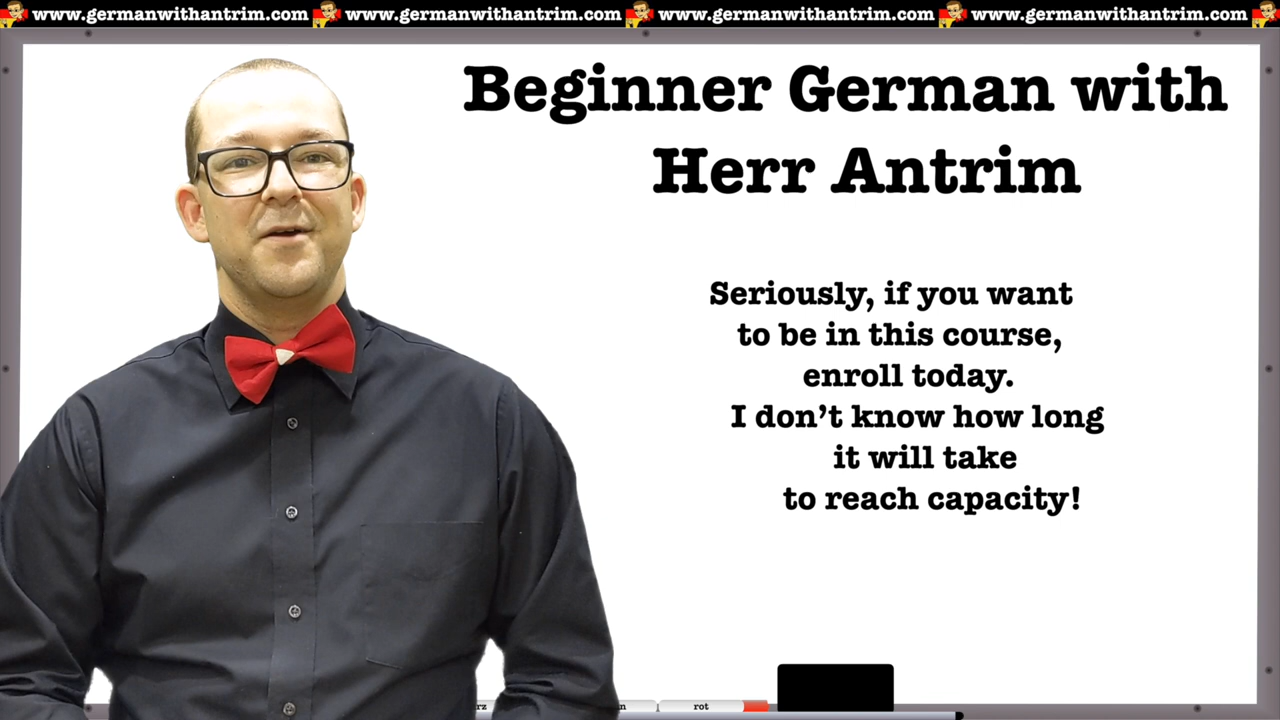 www.germanwithantrim.com www.germanwithantrim.com www.germanwithantrim.com www.germanwithantrim.com
Beginner German with
Herr Antrim
Seriously, if you want
to be in this course,
enroll today.
I don’t know how long
it will take
to reach capacity!
rot